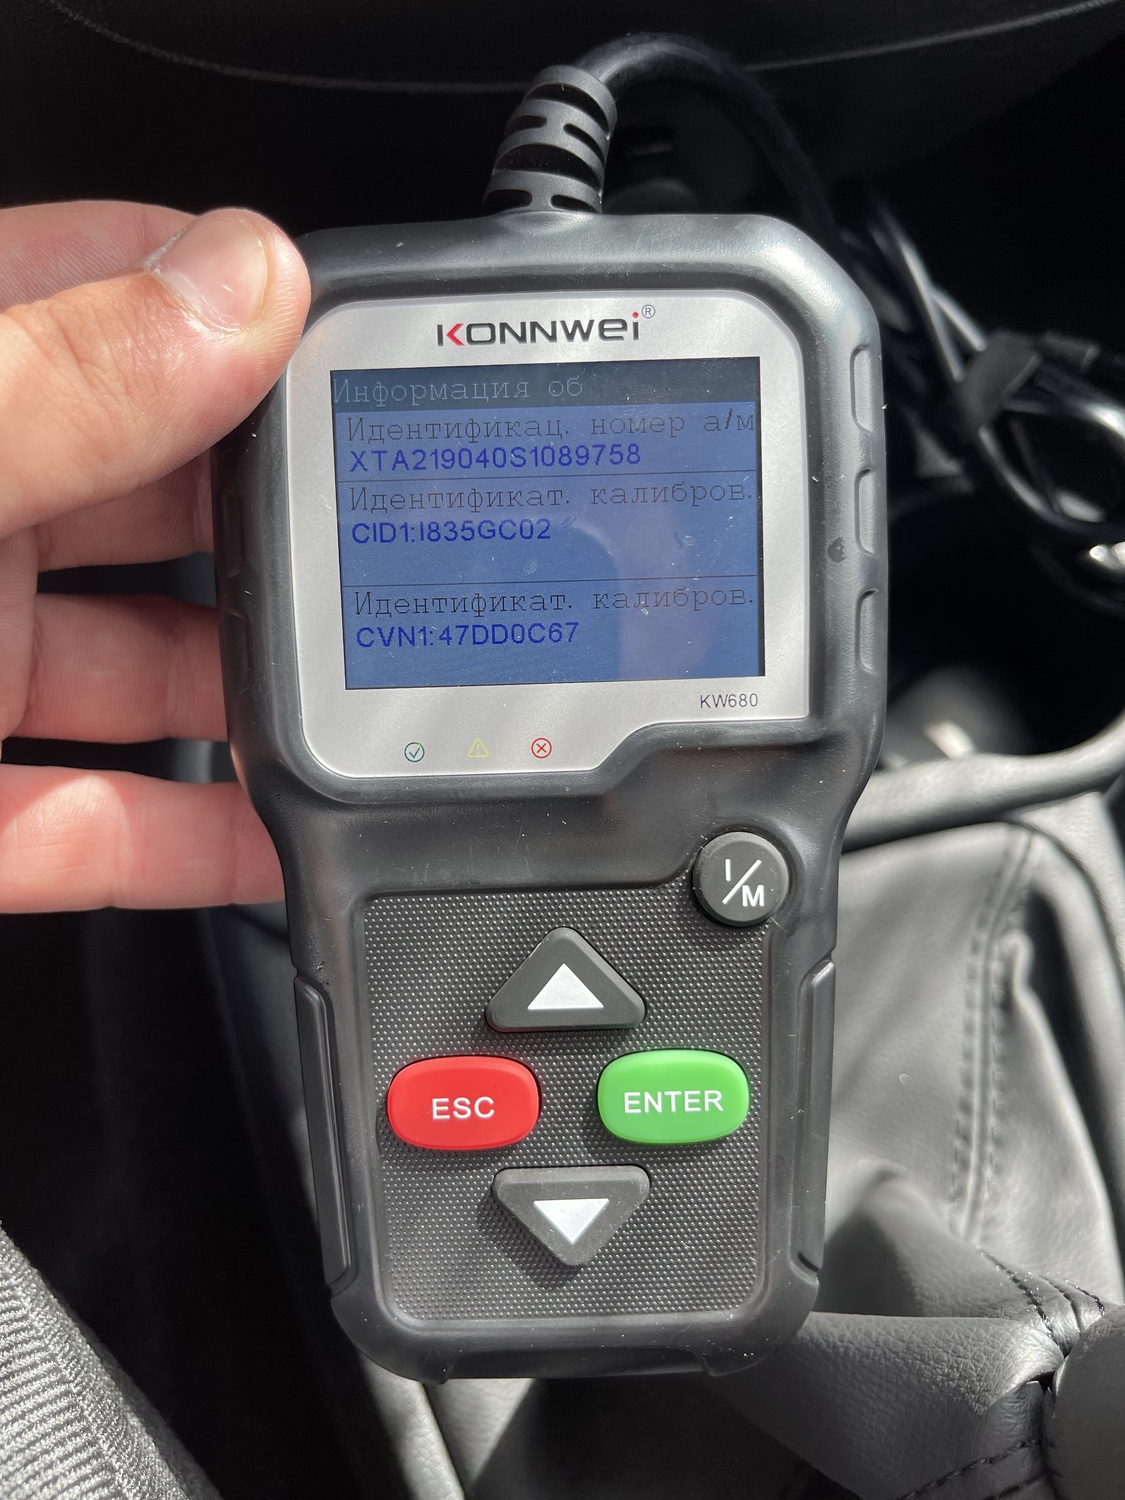 KONNWEI®
Информация об
Идентификац. номер а/м
XTA219040S1089758
Идентификат. калибров.
CID1:I835GC02
Идентификат. калибров.
CVN1:47DD0C67
KW680
I/M
ESC
ENTER